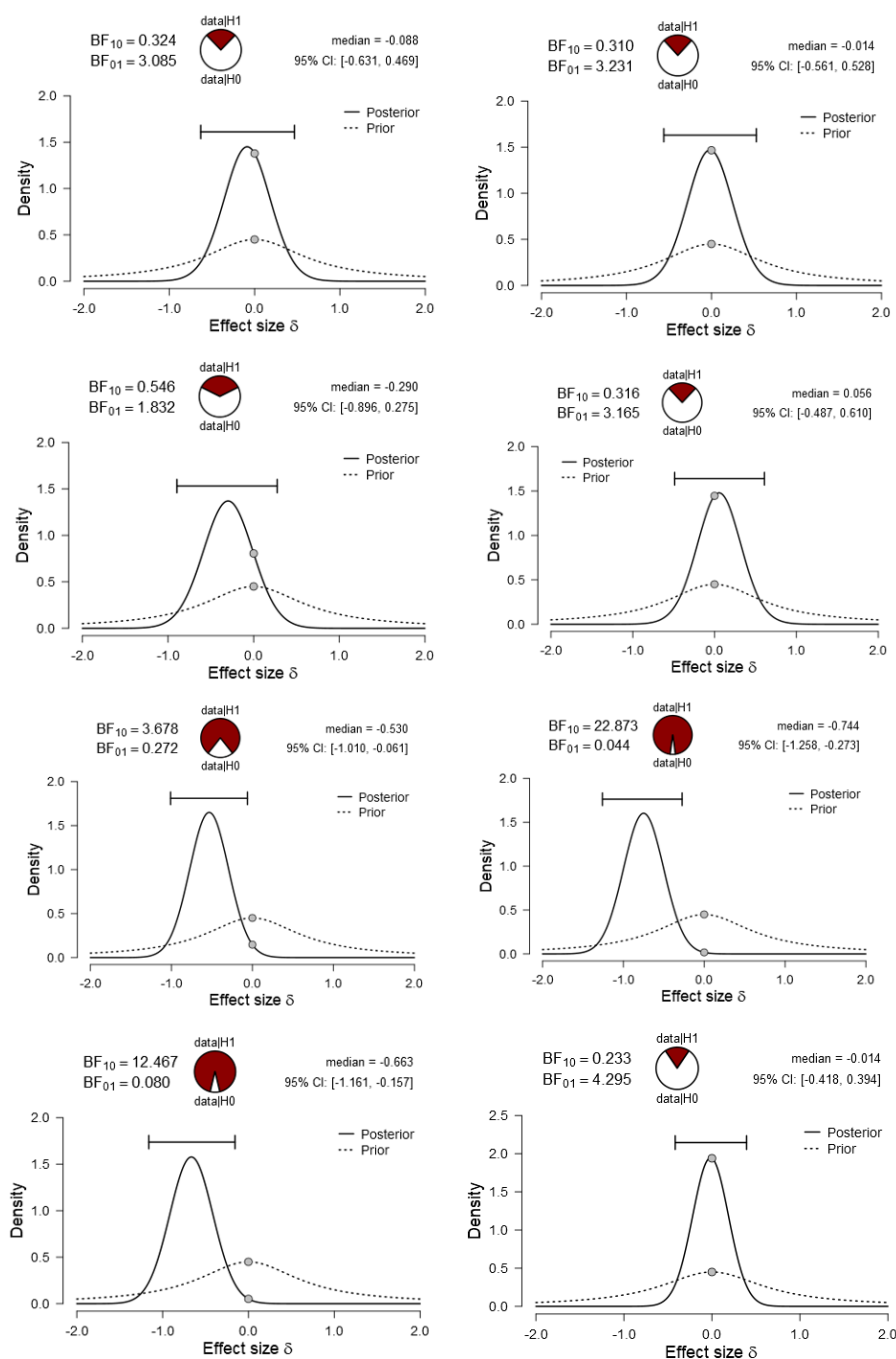 data|H1
BF10 = 0.324
BF01 = 3.085
median = -0.088
95% CI: [-0.631, 0.469]
data|H0
Posterior
Prior
Density
2.0
1.5
1.0
0.5
0.0
-2.0 -1.0 0.0 1.0 2.0
Effect size δ
data|H1
BF10 = 0.310
BF01 = 3.231
median = -0.014
95% CI: [-0.561, 0.528]
data|H0
Posterior
Prior
Density
2.0
1.5
1.0
0.5
0.0
-2.0 -1.0 0.0 1.0 2.0
Effect size δ
data|H1
BF10 = 0.546
BF01 = 1.832
median = -0.290
95% CI: [-0.896, 0.275]
data|H0
Posterior
Prior
Density
2.0
1.5
1.0
0.5
0.0
-2.0 -1.0 0.0 1.0 2.0
Effect size δ
data|H1
BF10 = 0.316
BF01 = 3.165
median = 0.056
95% CI: [-0.487, 0.610]
data|H0
Posterior
Prior
Density
2.0
1.5
1.0
0.5
0.0
-2.0 -1.0 0.0 1.0 2.0
Effect size δ
data|H1
BF10 = 3.678
BF01 = 0.272
median = -0.530
95% CI: [-1.010, -0.061]
data|H0
Posterior
Prior
Density
2.0
1.5
1.0
0.5
0.0
-2.0 -1.0 0.0 1.0 2.0
Effect size δ
data|H1
BF10 = 22.873
BF01 = 0.044
median = -0.744
95% CI: [-1.258, -0.273]
data|H0
Posterior
Prior
Density
2.0
1.5
1.0
0.5
0.0
-2.0 -1.0 0.0 1.0 2.0
Effect size δ
data|H1
BF10 = 12.467
BF01 = 0.080
median = -0.663
95% CI: [-1.161, -0.157]
data|H0
Posterior
Prior
Density
2.0
1.5
1.0
0.5
0.0
-2.0 -1.0 0.0 1.0 2.0
Effect size δ
data|H1
BF10 = 0.233
BF01 = 4.295
median = -0.014
95% CI: [-0.418, 0.394]
data|H0
Posterior
Prior
Density
2.5
2.0
1.5
1.0
0.5
0.0
-2.0 -1.0 0.0 1.0 2.0
Effect size δ